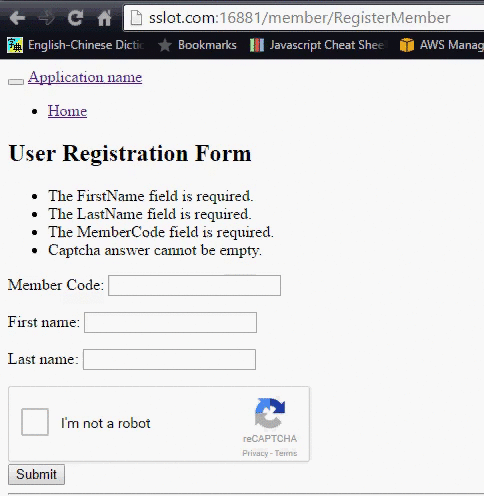 sslot.com:16881/member/RegisterMember
English-Chinese Dictic Bookmarks Javascript Cheat Shee AWS Manag
Application name
Home
User Registration Form
The FirstName field is required.
The LastName field is required.
The MemberCode field is required.
Captcha answer cannot be empty.
Member Code:
First name:
Last name:
I'm not a robot
reCAPTCHA
Privacy - Terms
Submit